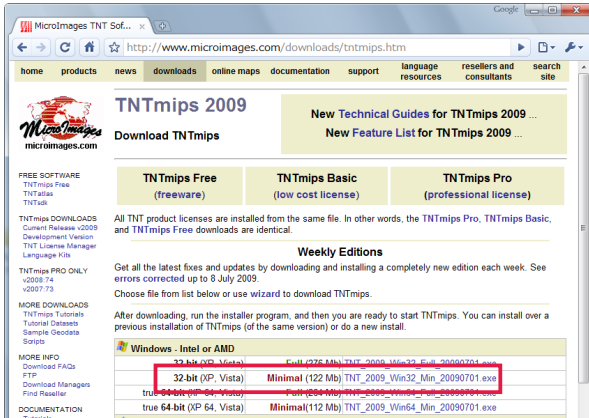 Google
MicroImages TNT Sof...
http://www.microimages.com/downloads/tntmips.htm
home products news downloads online maps documentation support language resources resellers and consultants search site
MicroImages
microimages.com
TNTmips 2009
Download TNTmips
New Technical Guides for TNTmips 2009 ...
New Feature List for TNTmips 2009 ...
FREE SOFTWARE
TNTmips Free
TNTatlas
TNTsdk
TNTmips DOWNLOADS
Current Release v2009
Development Version
TNT License Manager
Language Kits
TNTmips PRO ONLY
v2008:74
v2007:73
MORE DOWNLOADS
TNTmips Tutorials
Tutorial Datasets
Sample Geodata
Scripts
MORE INFO
Download FAQs
FTP
Download Managers
Find Reseller
DOCUMENTATION
TNTmips Free
(freeware)
TNTmips Basic
(low cost license)
TNTmips Pro
(professional license)
All TNT product licenses are installed from the same file. In other words, the TNTmips Pro, TNTmips Basic,
and TNTmips Free downloads are identical.
Weekly Editions
Get all the latest fixes and updates by downloading and installing a completely new edition each week. See
errors corrected up to 8 July 2009.
Choose file from list below or use wizard to download TNTmips.
After downloading, run the installer program, and then you are ready to start TNTmips. You can install over a
previous installation of TNTmips (of the same version) or do a new install.
Windows - Intel or AMD
32-bit (XP, Vista) Full (276 Mb) TNT_2009_Win32_Full_20090701.exe
32-bit (XP, Vista) Minimal (122 Mb) TNT_2009_Win32_Min_20090701.exe
true 64-bit (XP 64, Vista)
true 64-bit (XP 64, Vista) Minimal(112 Mb) TNT_2009_Win64_Min_20090701.exe